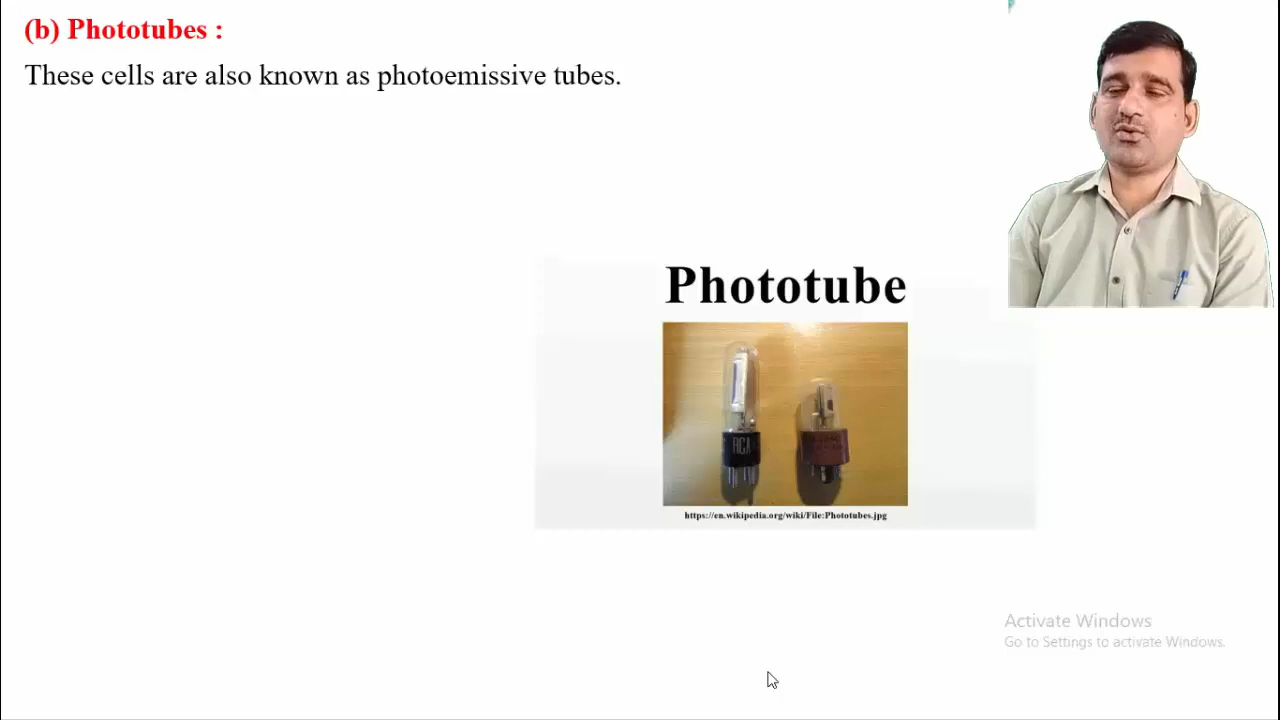 (b) Phototubes :
These cells are also known as photoemissive tubes.
Phototube
RCA
https://en.wikipedia.org/wiki/File:Phototubes.jpg
Activate Windows
Go to Settings to activate Windows.